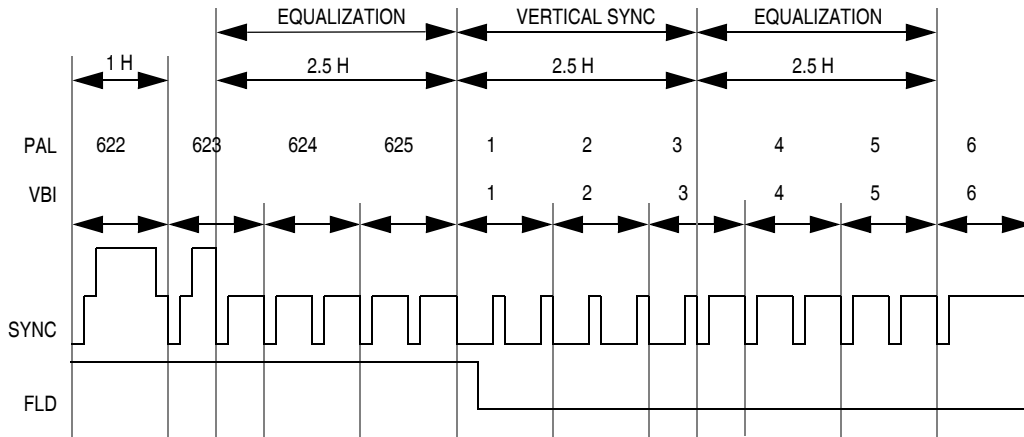 EQUALIZATION VERTICAL SYNC EQUALIZATION
1 H 2.5 H 2.5 H 2.5 H
PAL 622 623 624 625 1 2 3 4 5 6
VBI 1 2 3 4 5 6
SYNC
FLD